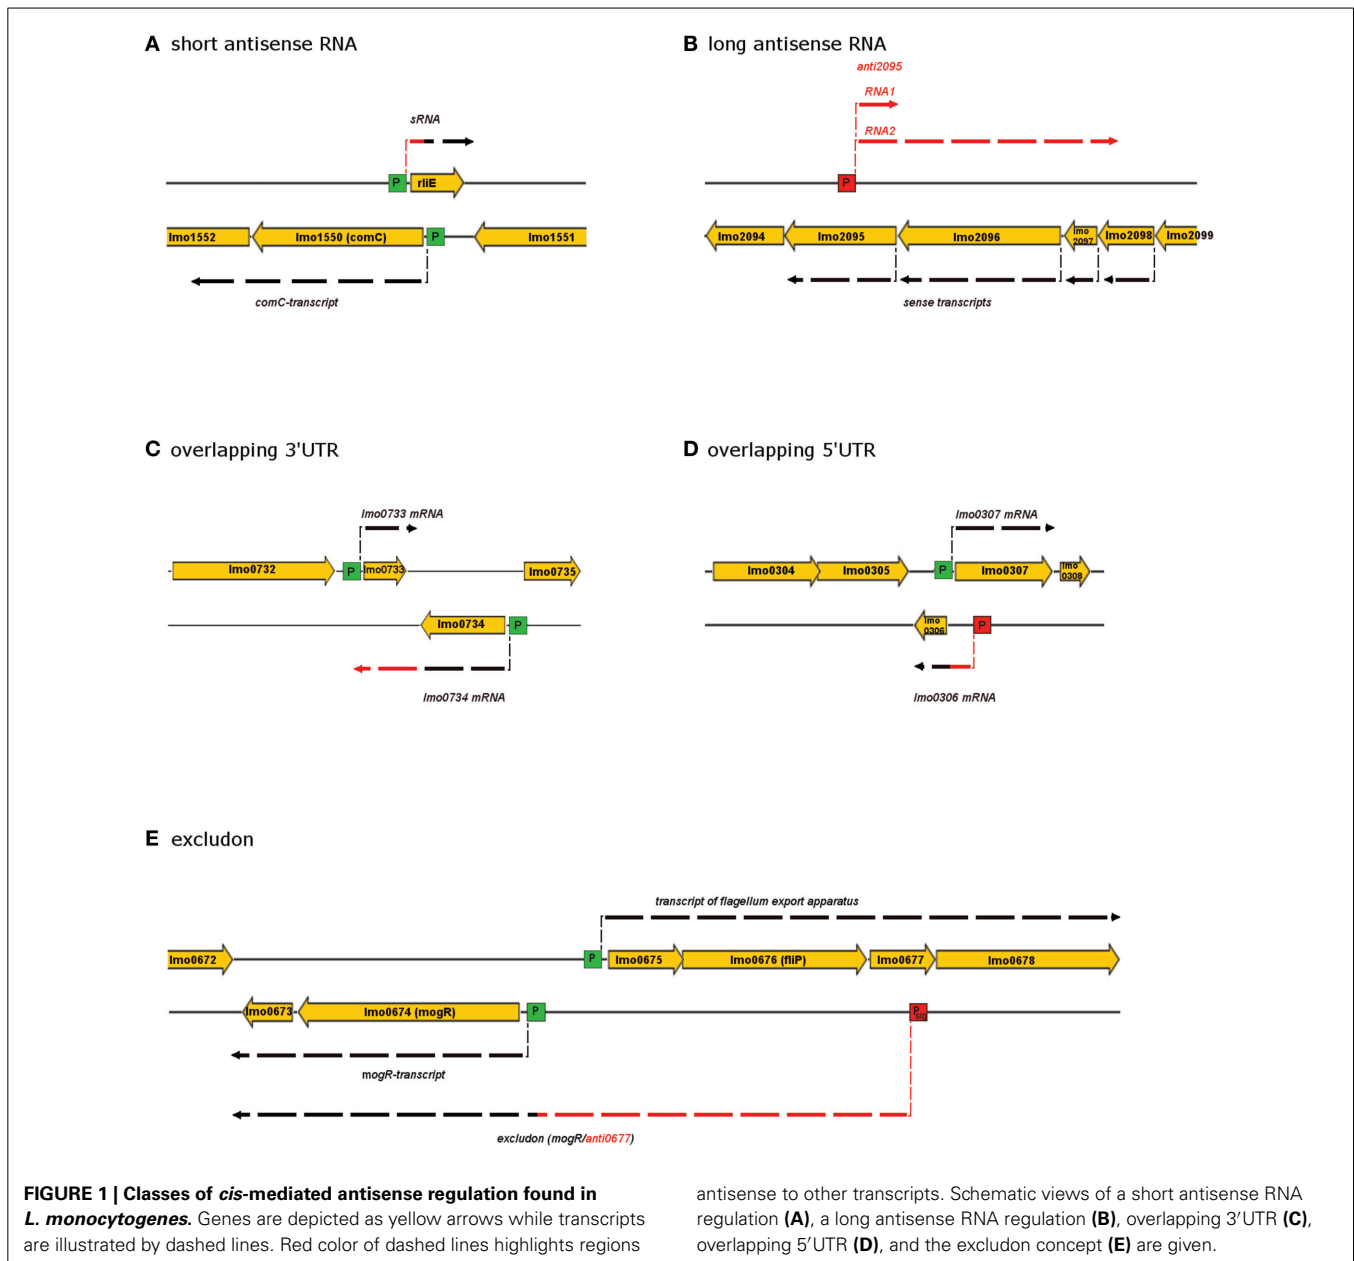 A short antisense RNA
sRNA
P
rliE
lmo1552
lmo1550 (comC)
P
lmo1551
comC-transcript
B long antisense RNA
anti2095
RNA1
RNA2
P
lmo2094
lmo2095
lmo2096
lmo
2097
lmo2098
lmo2099
sense transcripts
C overlapping 3'UTR
lmo0733 mRNA
lmo0732
P
lmo0733
lmo0735
lmo0734
P
lmo0734 mRNA
D overlapping 5'UTR
lmo0307 mRNA
lmo0304
lmo0305
P
lmo0307
lmo
0308
lmo
0306
P
lmo0306 mRNA
E excludon
transcript of flagellum export apparatus
lmo0672
P
lmo0675
lmo0676 (fliP)
lmo0677
lmo0678
lmo0673
lmo0674 (mogR)
P
Psig
mogR-transcript
excludon (mogR/anti0677)
FIGURE 1 | Classes of cis-mediated antisense regulation found in
L. monocytogenes. Genes are depicted as yellow arrows while transcripts
are illustrated by dashed lines. Red color of dashed lines highlights regions
antisense to other transcripts. Schematic views of a short antisense RNA
regulation (A), a long antisense RNA regulation (B), overlapping 3′UTR (C),
overlapping 5′UTR (D), and the excludon concept (E) are given.